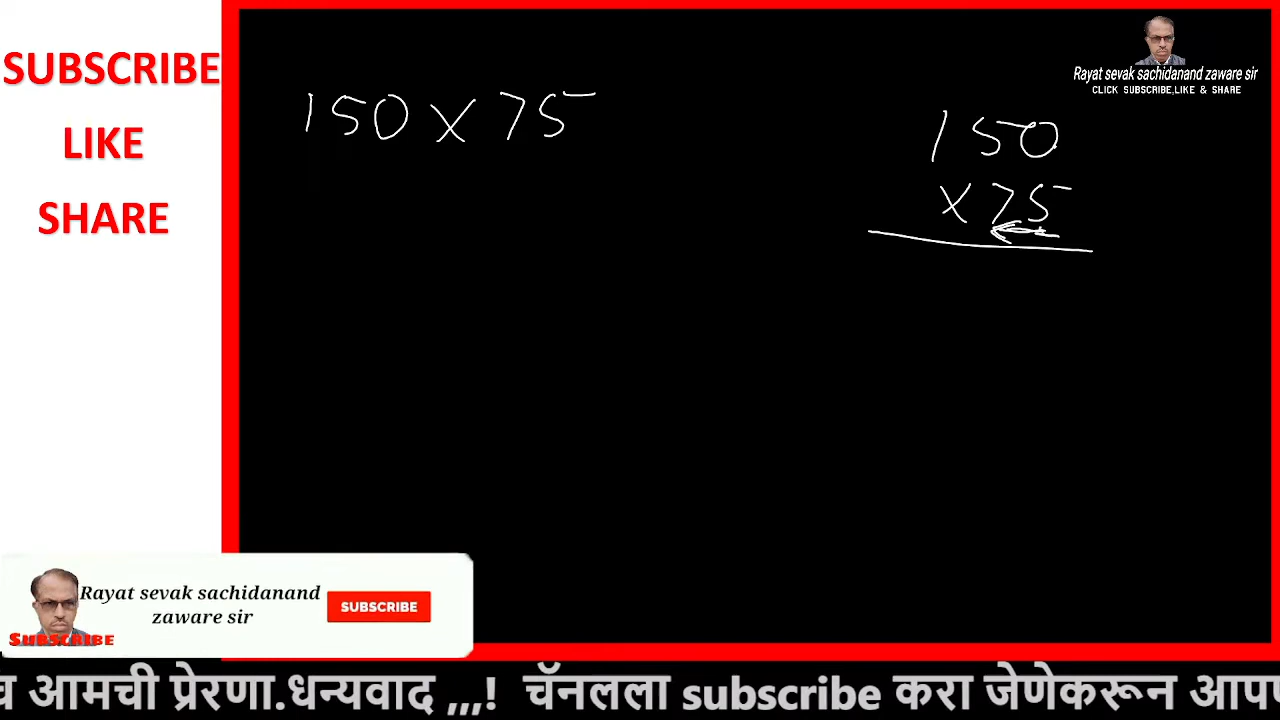 SUBSCRIBE
LIKE
SHARE
150 x 75
Rayat sevak sachidanand zaware sir
CLICK SUBSCRIBE,LIKE & SHARE
150
x 75
Rayat sevak sachidanand
zaware sir
SUBSCRIBE
SUBSCRIBE
आमची प्रेरणा.धन्यवाद ,,,! चॅनलला subscribe करा जेणेकरून